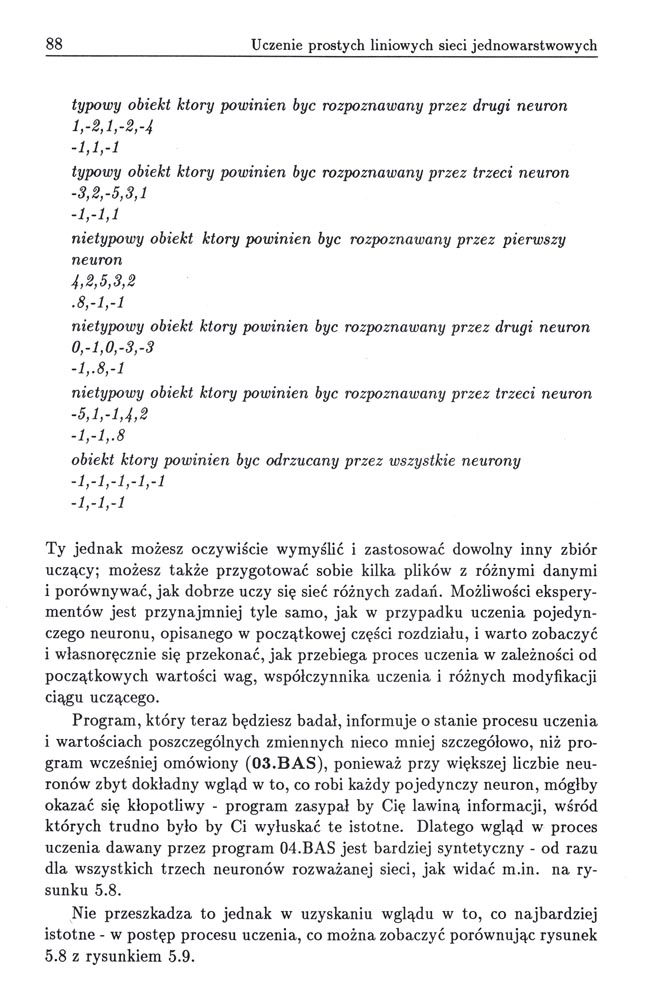 88 Uczenie prostych liniowych sieci jednowarstwowych
typowy obiekt ktory powinien byc rozpoznawany przez drugi neuron
1,-2,1,-2,-4
-1,1,-1
typowy obiekt ktory powinien byc rozpoznawany przez trzeci neuron
-3,2,-5,3,1
-1,-1,1
nietypowy obiekt ktory powinien byc rozpoznawany przez pierwszy
neuron
4,2,5,3,2
.8,-1,-1
nietypowy obiekt ktory powinien byc rozpoznawany przez drugi neuron
0,-1,0,-3,-3
-1,.8,-1
nietypowy obiekt ktory powinien byc rozpoznawany przez trzeci neuron
-5,1,-1,4,2
-1,-1,.8
obiekt ktory powinien byc odrzucany przez wszystkie neurony
-1,-1,-1,-1,-1
-1,-1,-1
Ty jednak możesz oczywiście wymyślić i zastosować dowolny inny zbiór
uczący; możesz także przygotować sobie kilka plików z różnymi danymi
i porównywać, jak dobrze uczy się sieć różnych zadań. Możliwości ekspery-
mentów jest przynajmniej tyle samo, jak w przypadku uczenia pojedyn-
czego neuronu, opisanego w początkowej części rozdziału, i warto zobaczyć
i własnoręcznie się przekonać, jak przebiega proces uczenia w zależności od
początkowych wartości wag, współczynnika uczenia i różnych modyfikacji
ciągu uczącego.
Program, który teraz będziesz badał, informuje o stanie procesu uczenia
i wartościach poszczególnych zmiennych nieco mniej szczegółowo, niż pro-
gram wcześniej omówiony (03.BAS), ponieważ przy większej liczbie neu-
ronów zbyt dokładny wgląd w to, co robi każdy pojedynczy neuron, mógłby
okazać się kłopotliwy - program zasypał by Cię lawiną informacji, wśród
których trudno było by Ci wyłuskać te istotne. Dlatego wgląd w proces
uczenia dawany przez program 04.BAS jest bardziej syntetyczny - od razu
dla wszystkich trzech neuronów rozważanej sieci, jak widać m.in. na ry-
sunku 5.8.
Nie przeszkadza to jednak w uzyskaniu wglądu w to, co najbardziej
istotne - w postęp procesu uczenia, co można zobaczyć porównując rysunek
5.8 z rysunkiem 5.9.